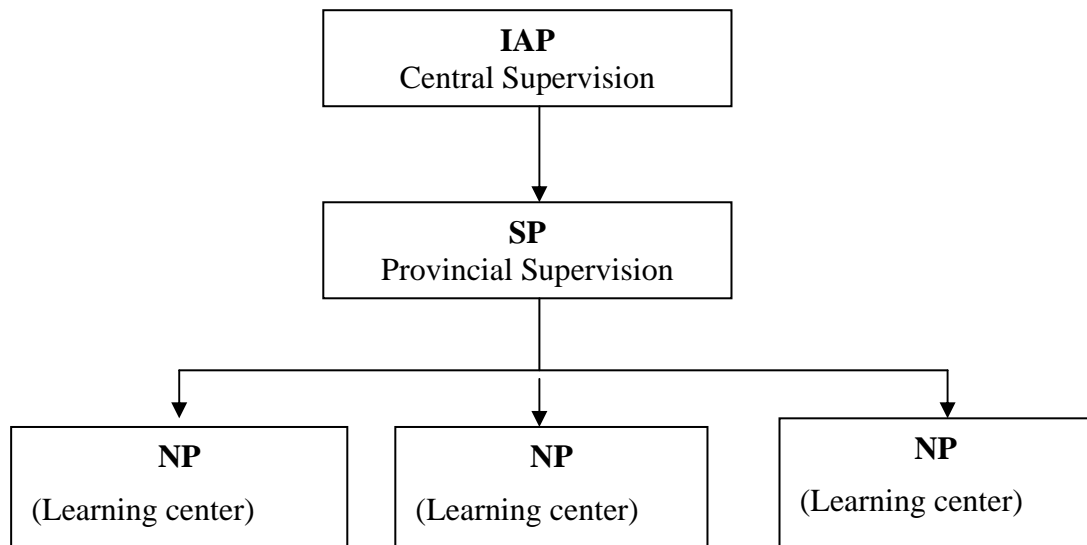 IAP
Central Supervision
SP
Provincial Supervision
NP
(Learning center)
NP
(Learning center)
NP
(Learning center)